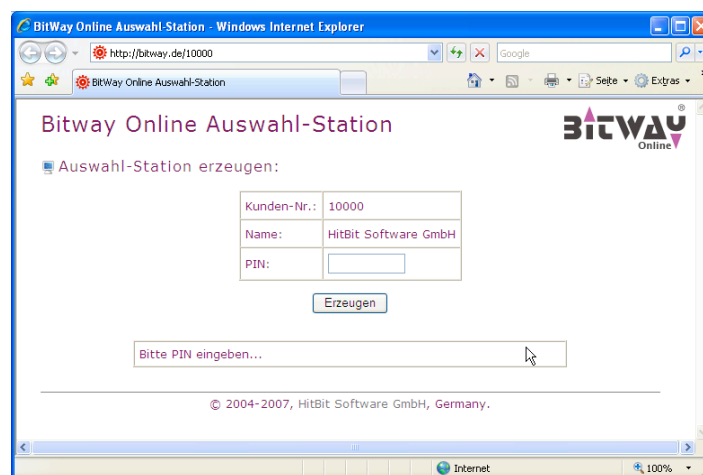 BitWay Online Auswahl-Station - Windows Internet Explorer
http://bitway.de/10000
Google
BitWay Online Auswahl-Station
Seite
Extras
Bitway Online Auswahl-Station
BITWAY
®
Online
Auswahl-Station erzeugen:
Kunden-Nr.: 10000
Name: HitBit Software GmbH
PIN:
Erzeugen
Bitte PIN eingeben...
© 2004-2007, HitBit Software GmbH, Germany.
Internet
100%